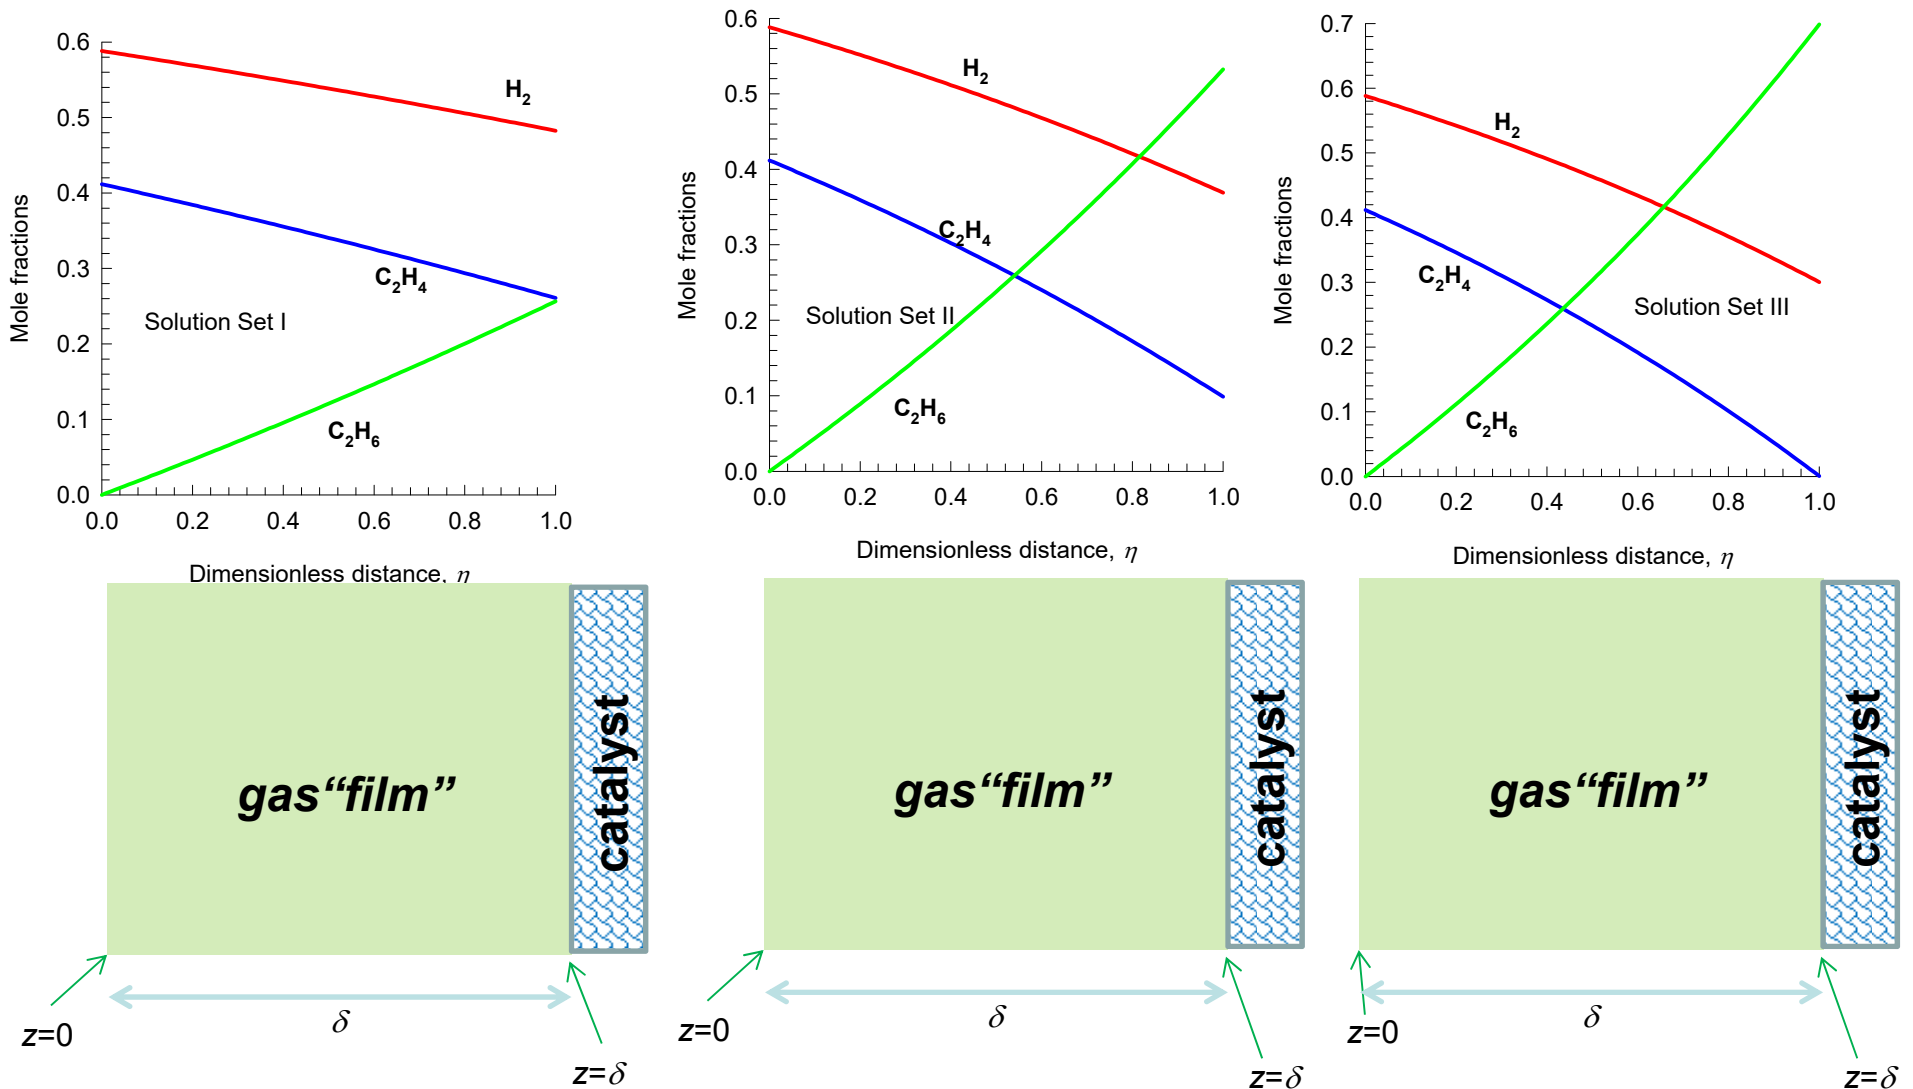 0.6
0.5
0.4
0.3
0.2
0.1
0.0
0.0 0.2 0.4 0.6 0.8 1.0
Mole fractions
H2
C2H4
Solution Set I
C2H6
Dimensionless distance, η
0.6
0.5
0.4
0.3
0.2
0.1
0.0
0.0 0.2 0.4 0.6 0.8 1.0
Mole fractions
H2
C2H4
Solution Set II
C2H6
Dimensionless distance, η
0.7
0.6
0.5
0.4
0.3
0.2
0.1
0.0
0.0 0.2 0.4 0.6 0.8 1.0
Mole fractions
H2
C2H4
Solution Set III
C2H6
Dimensionless distance, η
gas“film”
catalyst
z=0
δ
z=δ
gas“film”
catalyst
z=0
δ
z=δ
gas“film”
catalyst
z=0
δ
z=δ